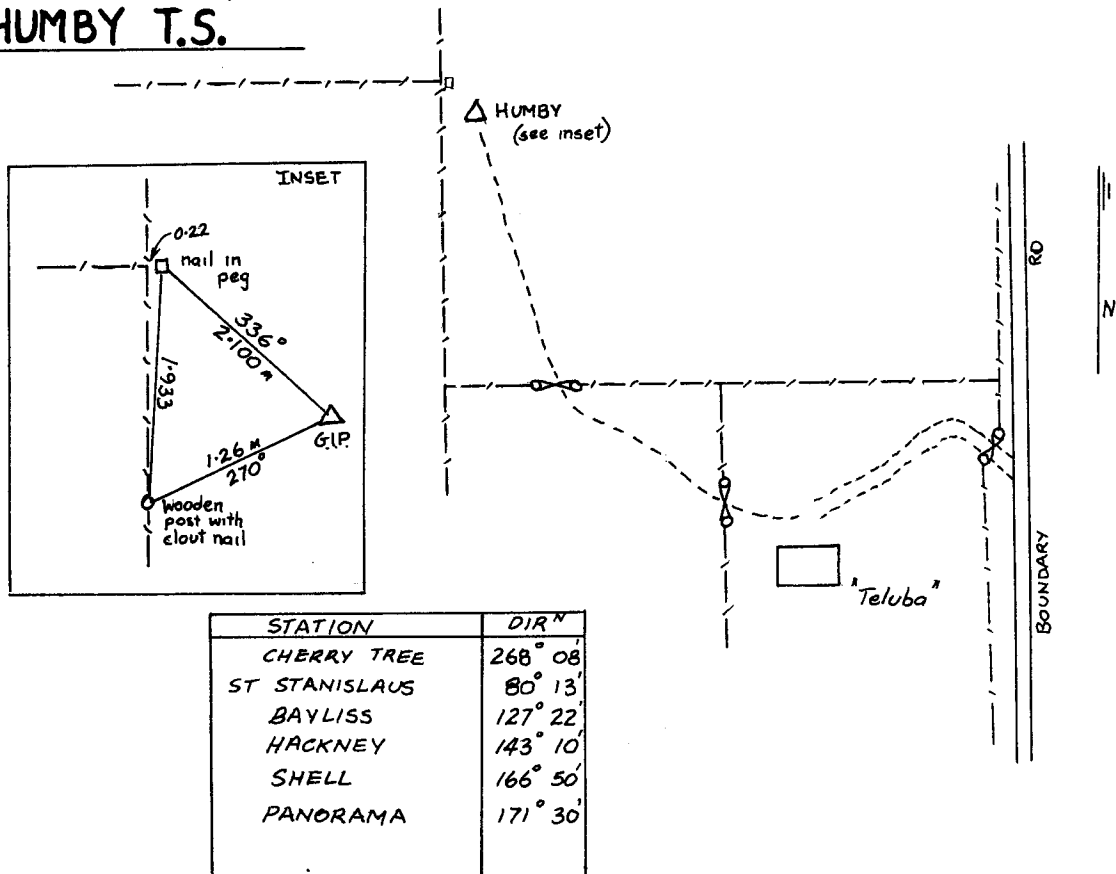 HUMBY T.S.
HUMBY
(see inset)
INSET
0.22
nail in
peg
336°
2.100 m
1.933
G.I.P.
1.26 m
270°
wooden
post with
clout nail
RD
N
BOUNDARY
"Teluba"
STATION DIR N
CHERRY TREE 268° 08'
ST STANISLAUS 80° 13'
BAYLISS 127° 22'
HACKNEY 143° 10'
SHELL 166° 50'
PANORAMA 171° 30'